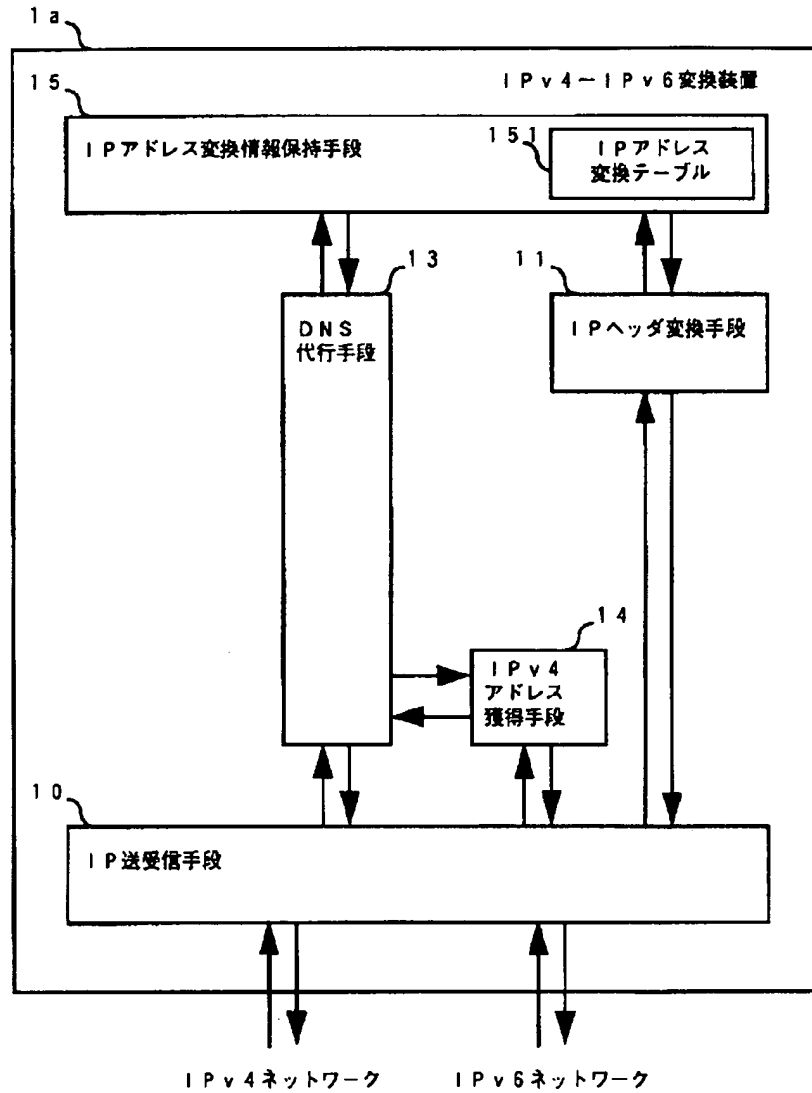 １ａ
ＩＰｖ４－ＩＰｖ６変換装置
１５
ＩＰアドレス変換情報保持手段
１５１
ＩＰアドレス
変換テーブル
１３
１１
ＤＮＳ
代行手段
ＩＰヘッダ変換手段
１４
ＩＰｖ４
アドレス
獲得手段
１０
ＩＰ送受信手段
ＩＰｖ４ネットワーク
ＩＰｖ６ネットワーク